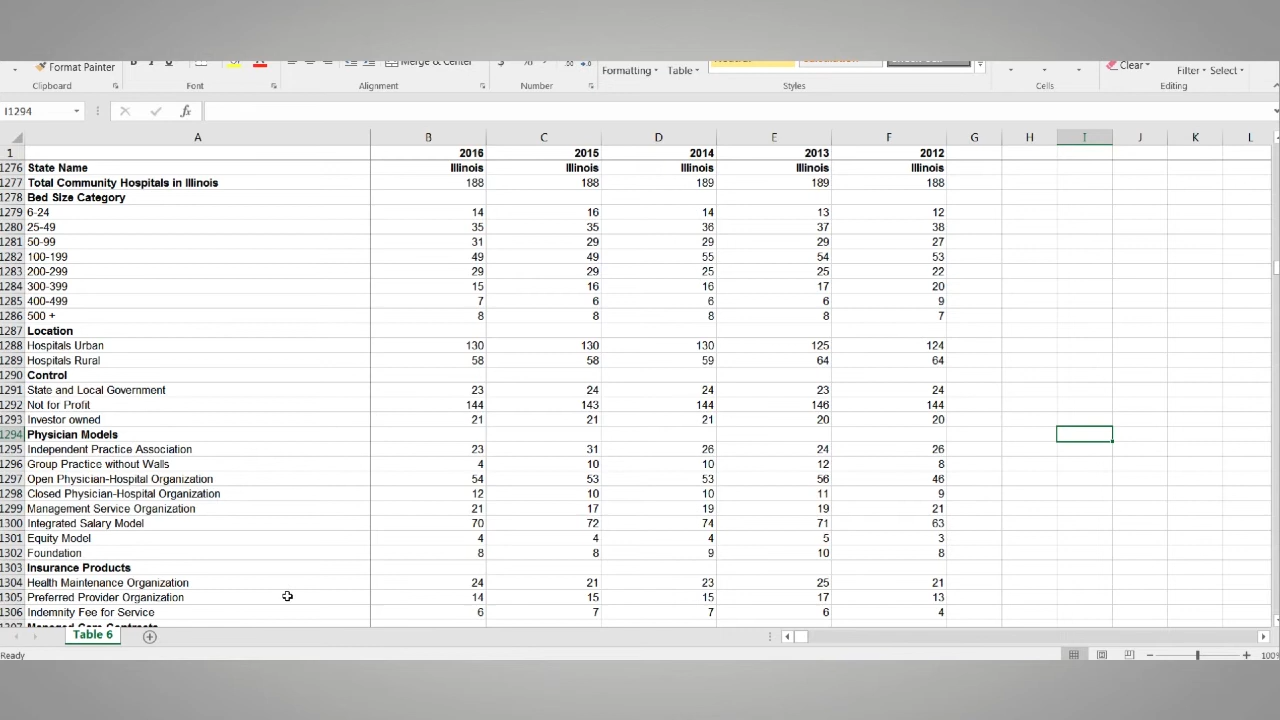 Format Painter Merge & Center $ % Formatting Table Clear Filter Select
Clipboard Font Alignment Number Styles Cells Editing
I1294 fx
A B C D E F G H I J K L
1 2016 2015 2014 2013 2012
1276 State Name Illinois Illinois Illinois Illinois Illinois
1277 Total Community Hospitals in Illinois 188 188 189 189 188
1278 Bed Size Category
1279 6-24 14 16 14 13 12
1280 25-49 35 35 36 37 38
1281 50-99 31 29 29 29 27
1282 100-199 49 49 55 54 53
1283 200-299 29 29 25 25 22
1284 300-399 15 16 16 17 20
1285 400-499 7 6 6 6 9
1286 500 + 8 8 8 8 7
1287 Location
1288 Hospitals Urban 130 130 130 125 124
1289 Hospitals Rural 58 58 59 64 64
1290 Control
1291 State and Local Government 23 24 24 23 24
1292 Not for Profit 144 143 144 146 144
1293 Investor owned 21 21 21 20 20
1294 Physician Models
1295 Independent Practice Association 23 31 26 24 26
1296 Group Practice without Walls 4 10 10 12 8
1297 Open Physician-Hospital Organization 54 53 53 56 46
1298 Closed Physician-Hospital Organization 12 10 10 11 9
1299 Management Service Organization 21 17 19 19 21
1300 Integrated Salary Model 70 72 74 71 63
1301 Equity Model 4 4 4 5 3
1302 Foundation 8 8 9 10 8
1303 Insurance Products
1304 Health Maintenance Organization 24 21 23 25 21
1305 Preferred Provider Organization 14 15 15 17 13
1306 Indemnity Fee for Service 6 7 7 6 4
1307 Managed Care Contracts
Table 6
Ready 100%